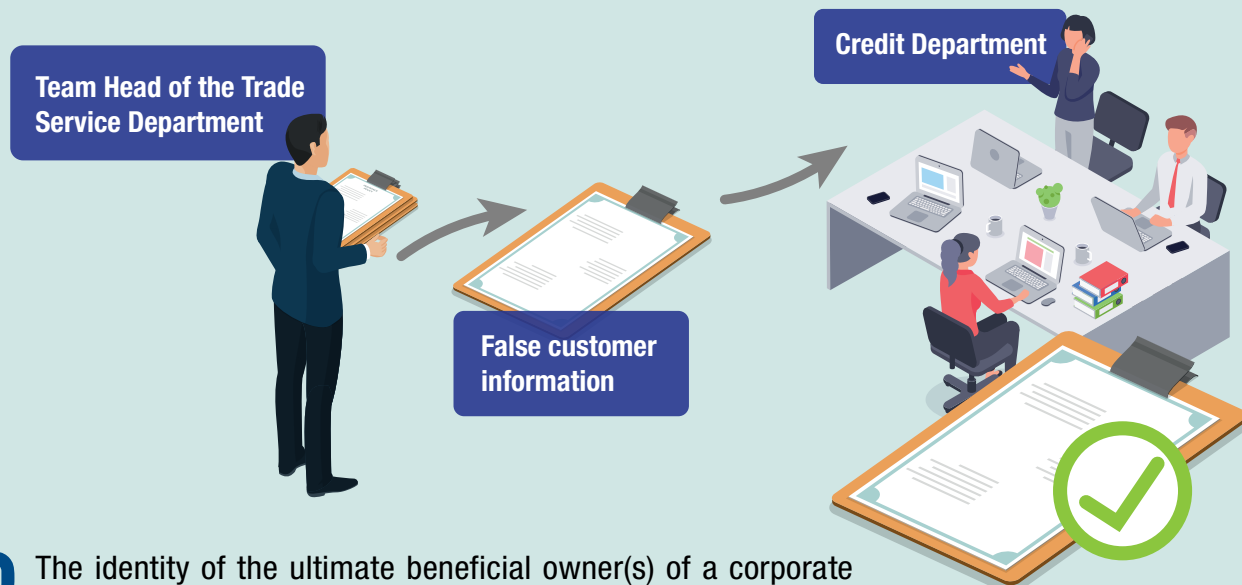 Team Head of the Trade
Service Department
Credit Department
False customer
information
The identity of the ultimate beneficial owner(s) of a corporate